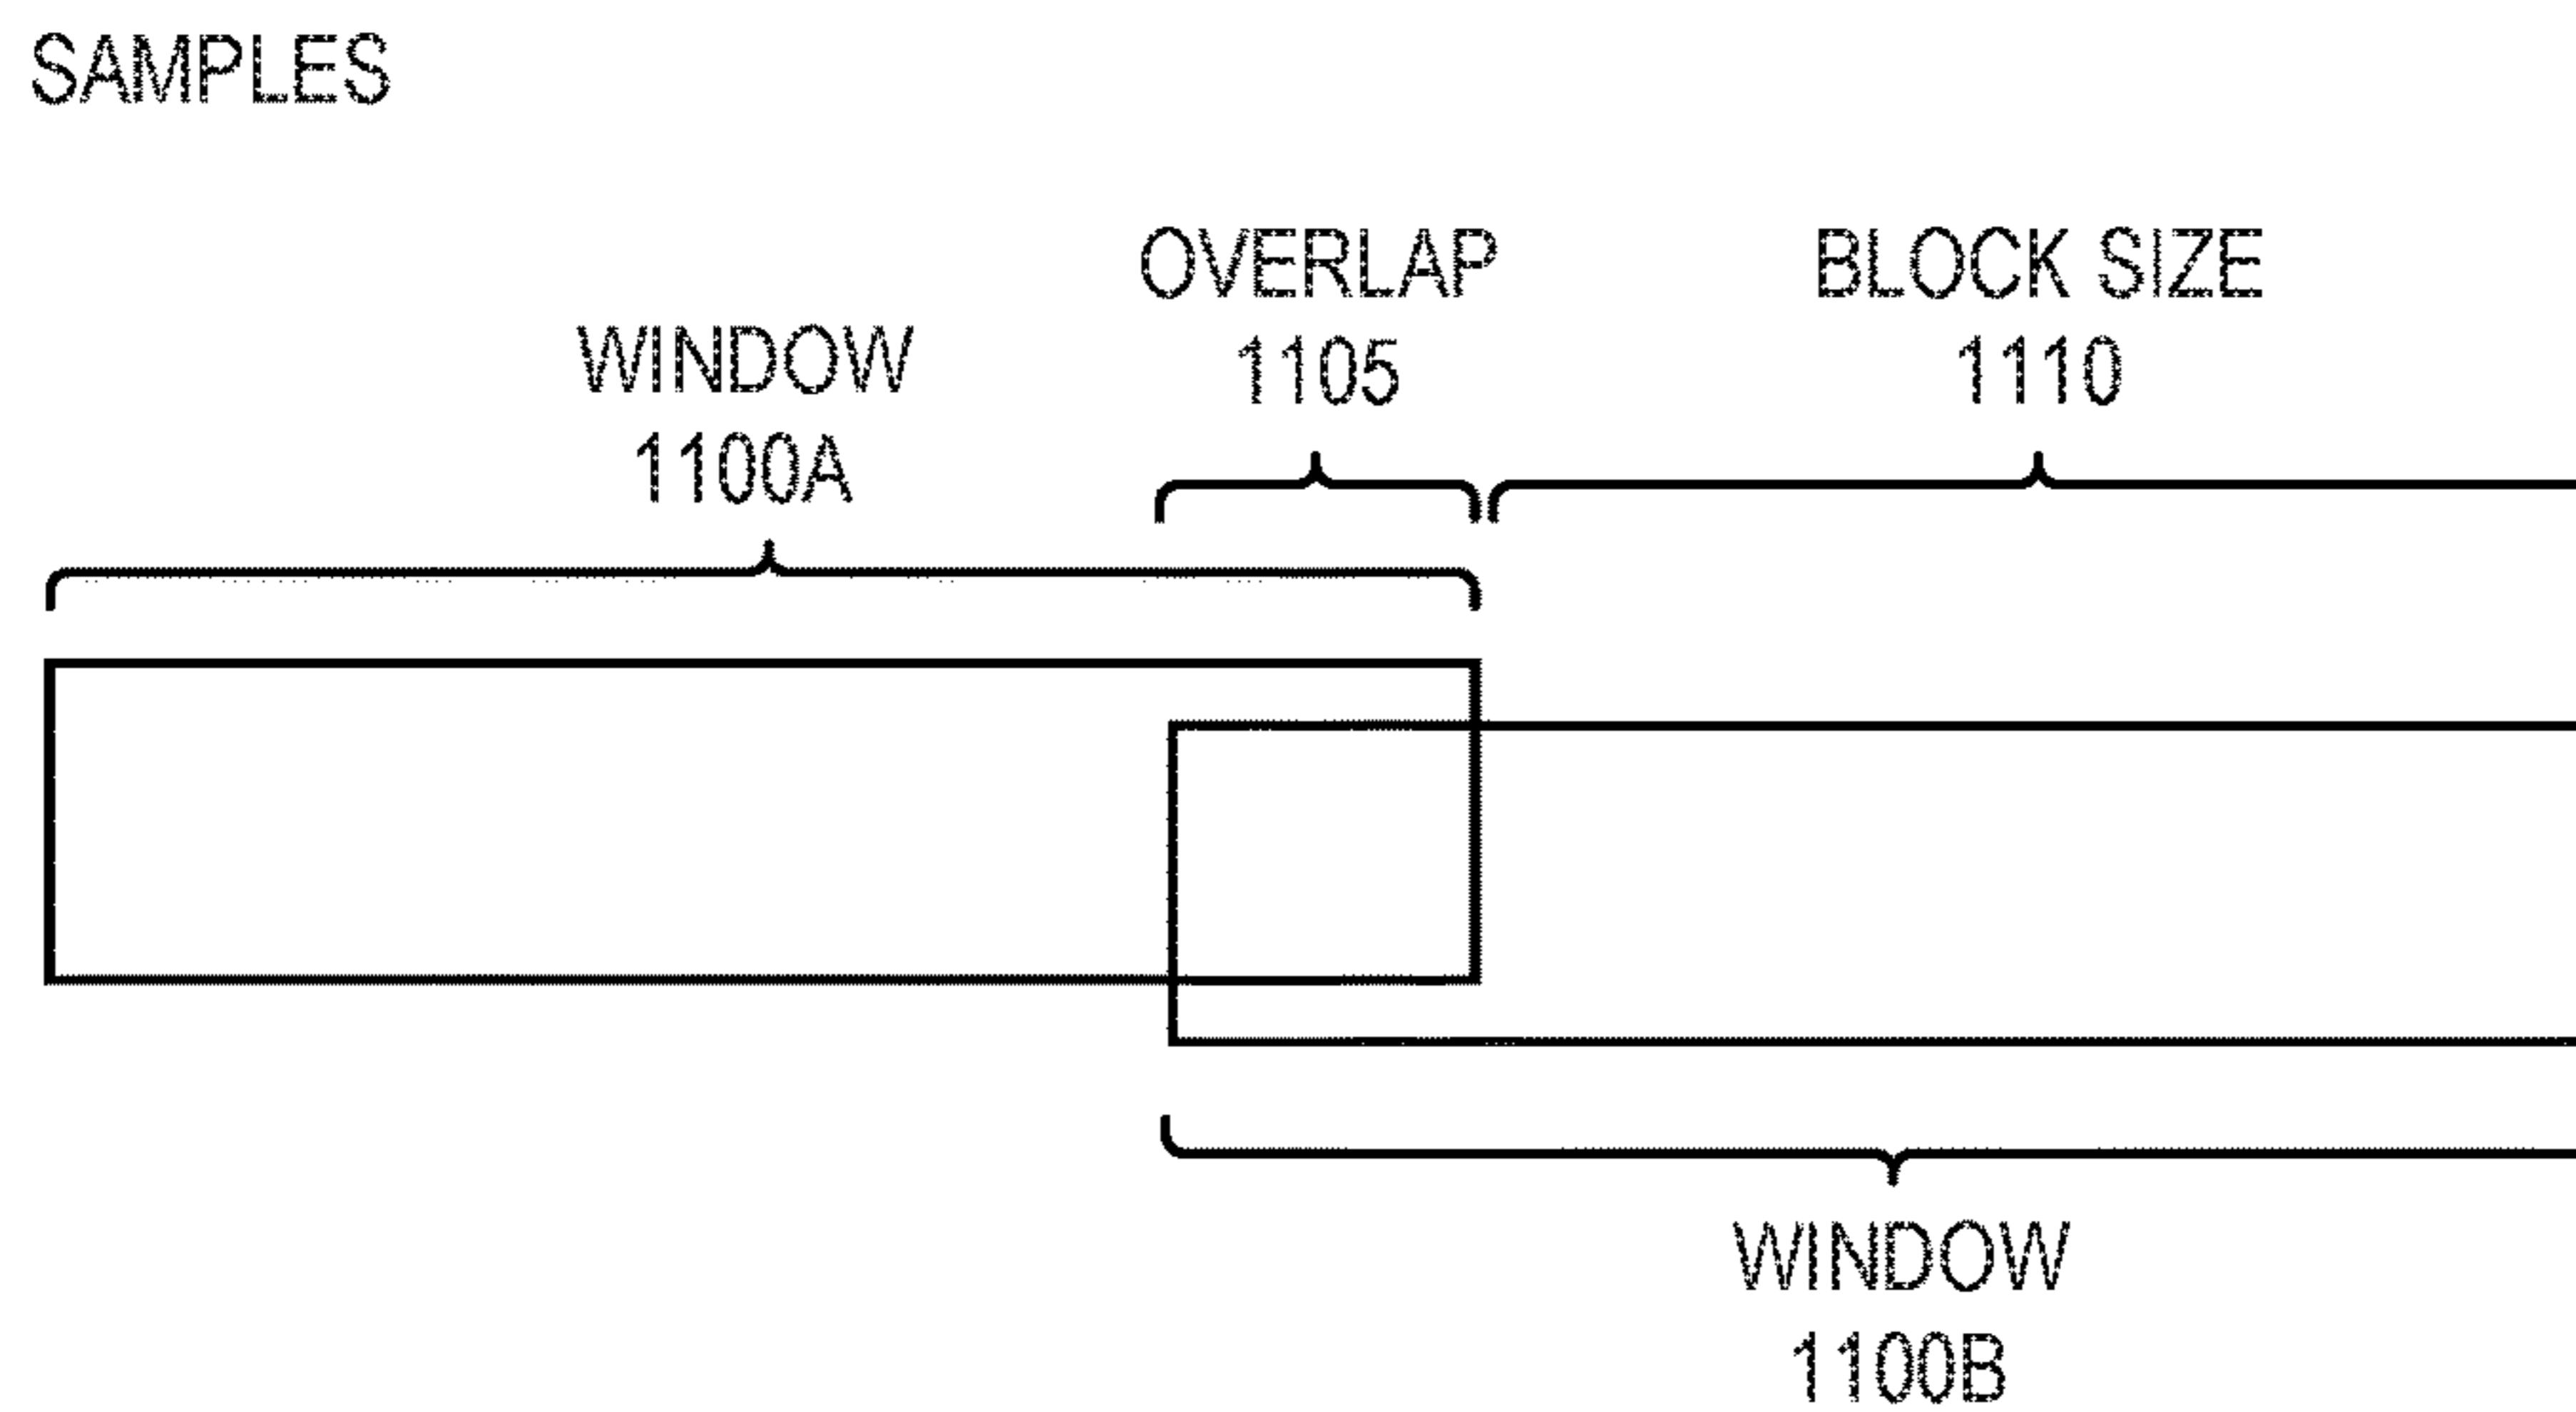 SAMPLES
OVERLAP
1105
BLOCK SIZE
1110
WINDOW
1100A
WINDOW
1100B